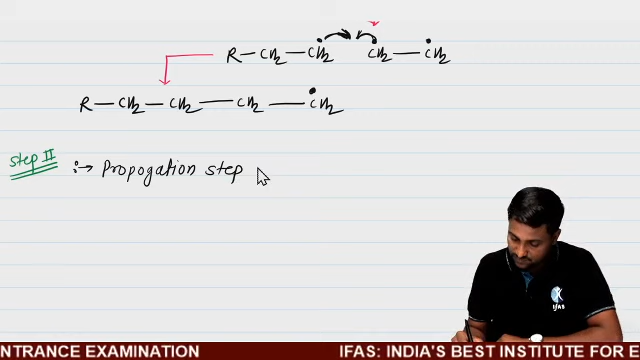 R — CH2 — CH2 CH2 — CH2
R — CH2 — CH2 — CH2 — CH2
Step II :→ Propogation step
IFAS
NTRANCE EXAMINATION IFAS: INDIA'S BEST INSTITUTE FOR E